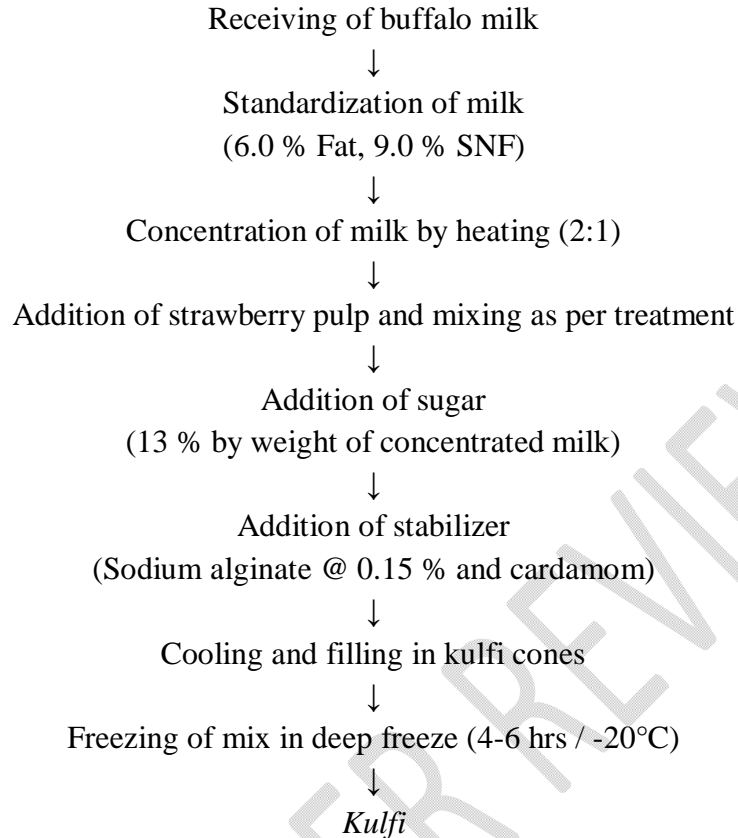 Receiving of buffalo milk
↓
Standardization of milk
(6.0 % Fat, 9.0 % SNF)
↓
Concentration of milk by heating (2:1)
↓
Addition of strawberry pulp and mixing as per treatment
↓
Addition of sugar
(13 % by weight of concentrated milk)
↓
Addition of stabilizer
(Sodium alginate @ 0.15 % and cardamom)
↓
Cooling and filling in kulfi cones
↓
Freezing of mix in deep freeze (4-6 hrs / -20°C)
↓
Kulfi
ER REVIE